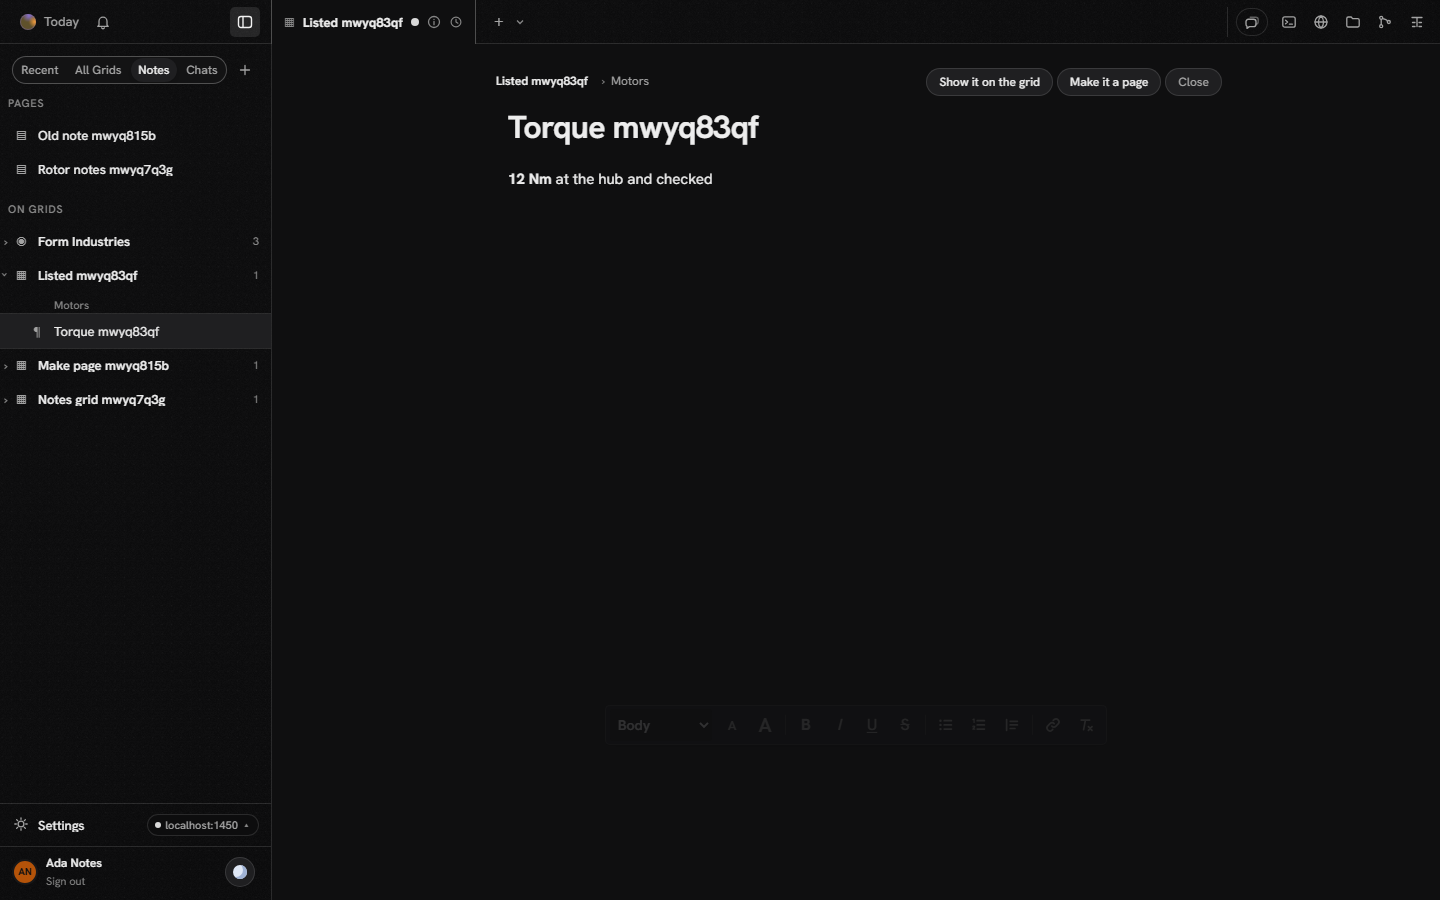 Today
Listed mwyq83qf
Recent
All Grids
Notes
Chats
PAGES
Old note mwyq815b
Rotor notes mwyq7q3g
ON GRIDS
Form Industries 3
Listed mwyq83qf 1
Motors
¶ Torque mwyq83qf
Make page mwyq815b 1
Notes grid mwyq7q3g 1
Settings
localhost:1450
AN
Ada Notes
Sign out
Listed mwyq83qf › Motors
Show it on the grid
Make it a page
Close
Torque mwyq83qf
12 Nm at the hub and checked
Body
A A B I U S